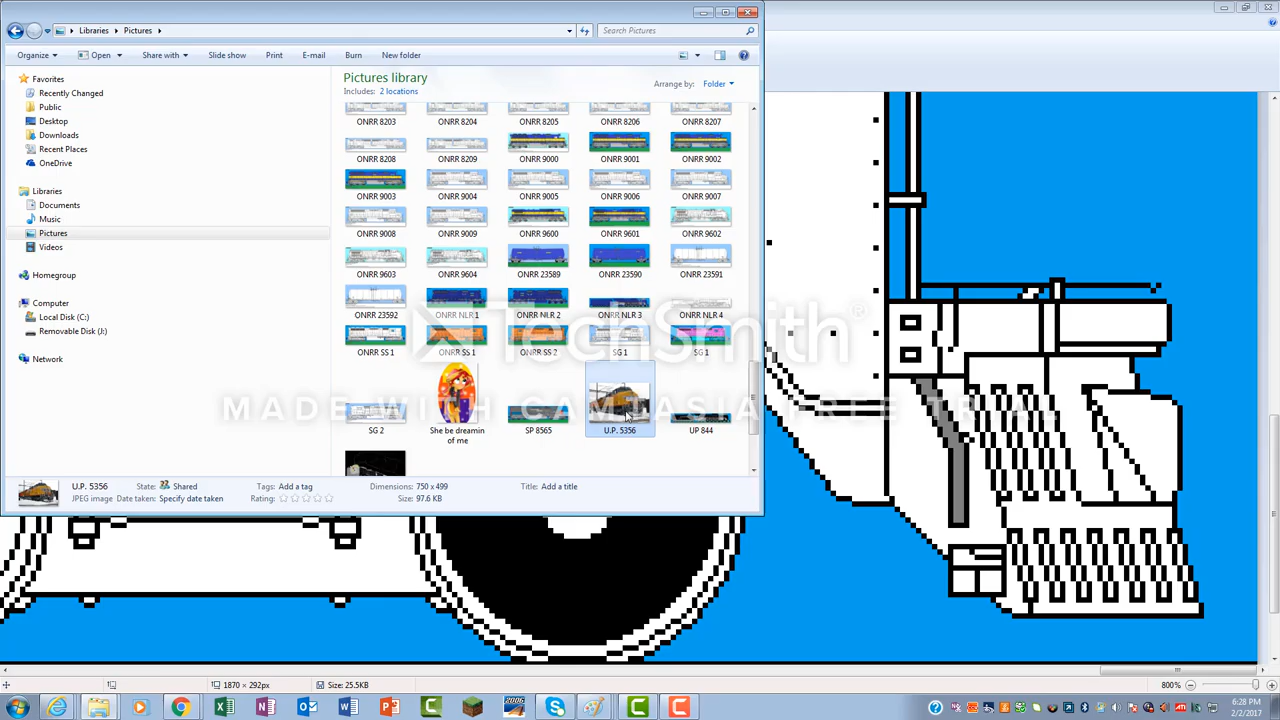 Libraries Pictures
Search Pictures
Organize Open Share with Slide show Print E-mail Burn New folder
Favorites
Recently Changed
Public
Desktop
Downloads
Recent Places
OneDrive
Libraries
Documents
Music
Pictures
Videos
Homegroup
Computer
Local Disk (C:)
Removable Disk (J:)
Network
Pictures library
Includes: 2 locations
Arrange by: Folder
ONRR 8203 ONRR 8204 ONRR 8205 ONRR 8206 ONRR 8207
ONRR 8208 ONRR 8209 ONRR 9000 ONRR 9001 ONRR 9002
ONRR 9003 ONRR 9004 ONRR 9005 ONRR 9006 ONRR 9007
ONRR 9008 ONRR 9009 ONRR 9600 ONRR 9601 ONRR 9602
ONRR 9603 ONRR 9604 ONRR 23589 ONRR 23590 ONRR 23591
ONRR 23592 ONRR NLR 1 ONRR NLR 2 ONRR NLR 3 ONRR NLR 4
ONRR SS 1 ONRR SS 1 ONRR SS 2 SG 1 SG 1
SG 2 She be dreamin of me SP 8565 U.P. 5356 UP 844
TechSmith
MADE WITH CAMTASIA FREE TRIAL
U.P. 5356 State: Shared Tags: Add a tag Dimensions: 750 x 499 Title: Add a title
JPEG image Date taken: Specify date taken Rating: Size: 97.6 KB
1870 × 292px Size: 25.5KB 800%
2006
6:28 PM
2/2/2017